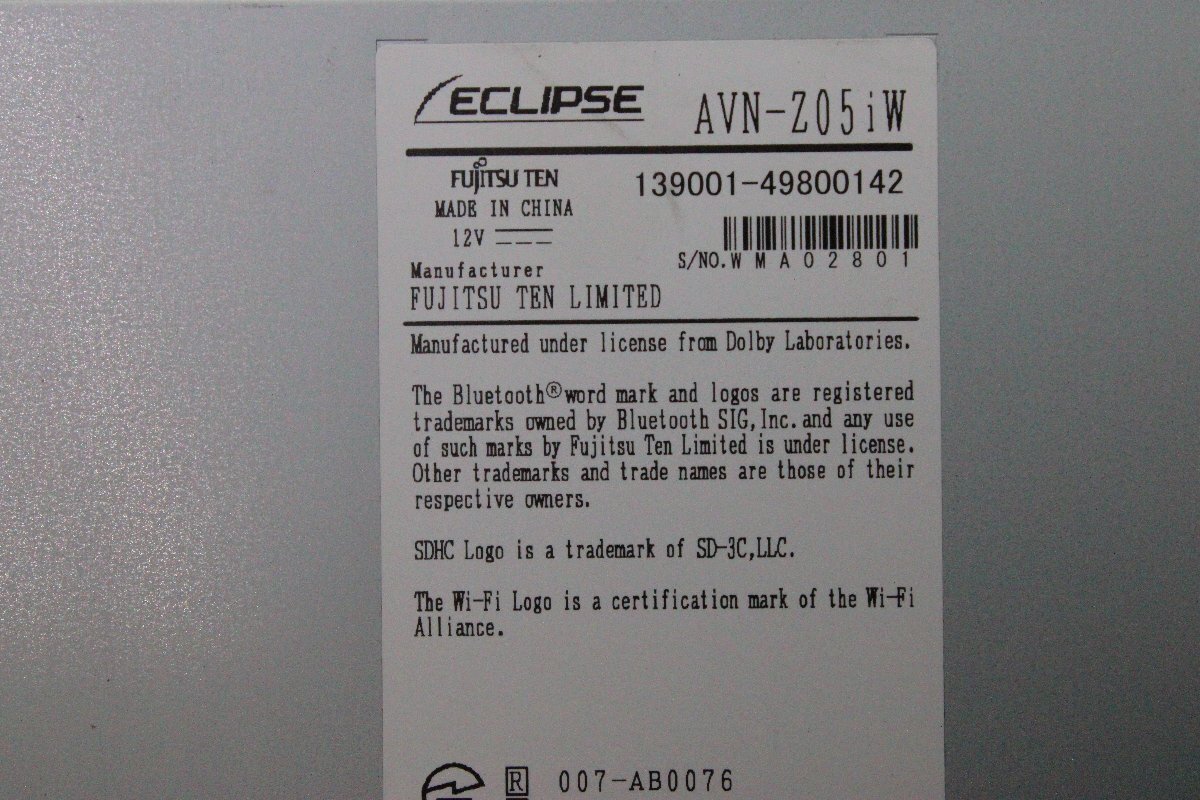 ECLIPSE AVN-Z05iW
FUJITSU TEN 139001-49800142
MADE IN CHINA
12V
S/NO.WMA02801
Manufacturer
FUJITSU TEN LIMITED
Manufactured under license from Dolby Laboratories.
The Bluetooth® word mark and logos are registered
trademarks owned by Bluetooth SIG,Inc. and any use
of such marks by Fujitsu Ten Limited is under license.
Other trademarks and trade names are those of their
respective owners.
SDHC Logo is a trademark of SD-3C,LLC.
The Wi-Fi Logo is a certification mark of the Wi-Fi
Alliance.
R 007-AB0076